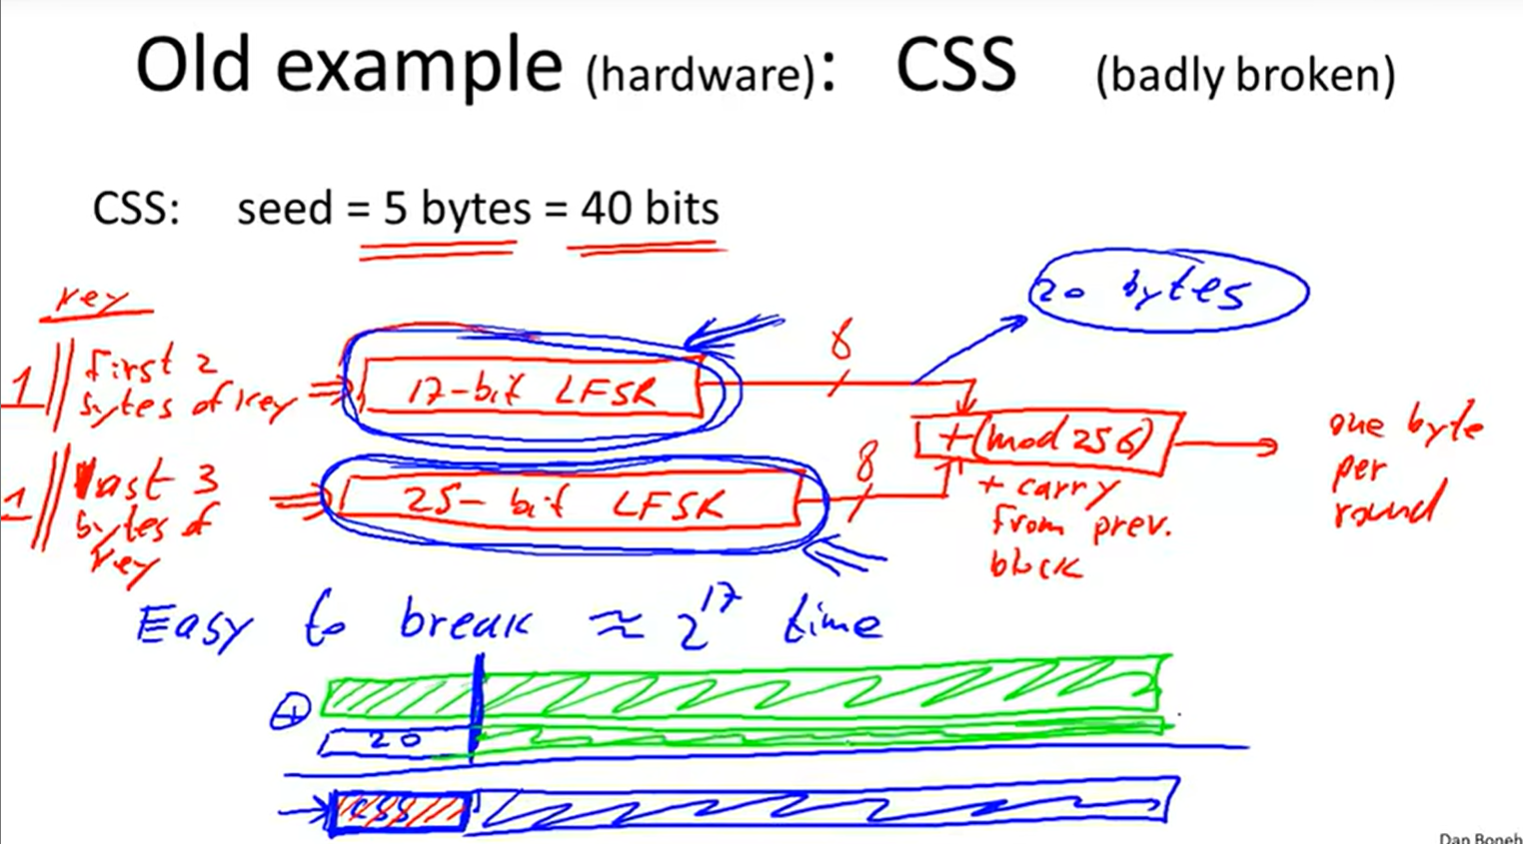 Old example (hardware): CSS (badly broken)
CSS: seed = 5 bytes = 40 bits
20 bytes
key
1 || first 2
bytes of key
17-bit LFSR
8
+ (mod 256)
one byte
per
round
1 || last 3
bytes of
key
25-bit LFSR
8
+ carry
from prev.
block
Easy to break ≈ 2^17 time
⊕
20
CSS
Dan Boneh